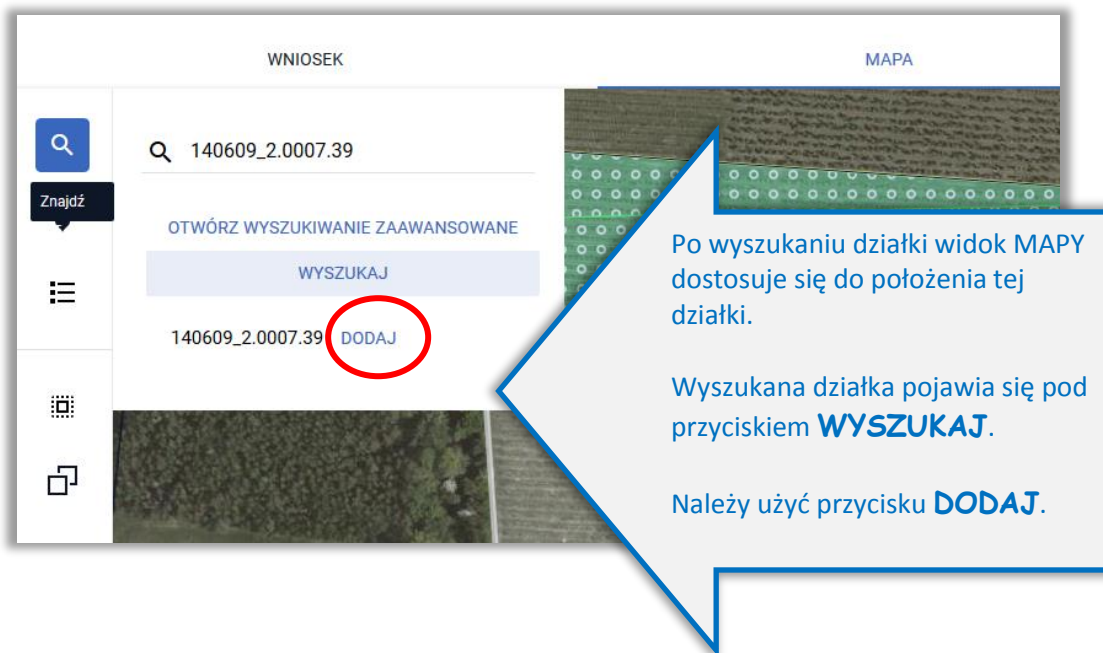 WNIOSEK
MAPA
140609_2.0007.39
Znajdź
OTWÓRZ WYSZUKIWANIE ZAAWANSOWANE
WYSZUKAJ
140609_2.0007.39 DODAJ
Po wyszukaniu działki widok MAPY
dostosuje się do położenia tej
działki.
Wyszukana działka pojawia się pod
przyciskiem WYSZUKAJ.
Należy użyć przycisku DODAJ.